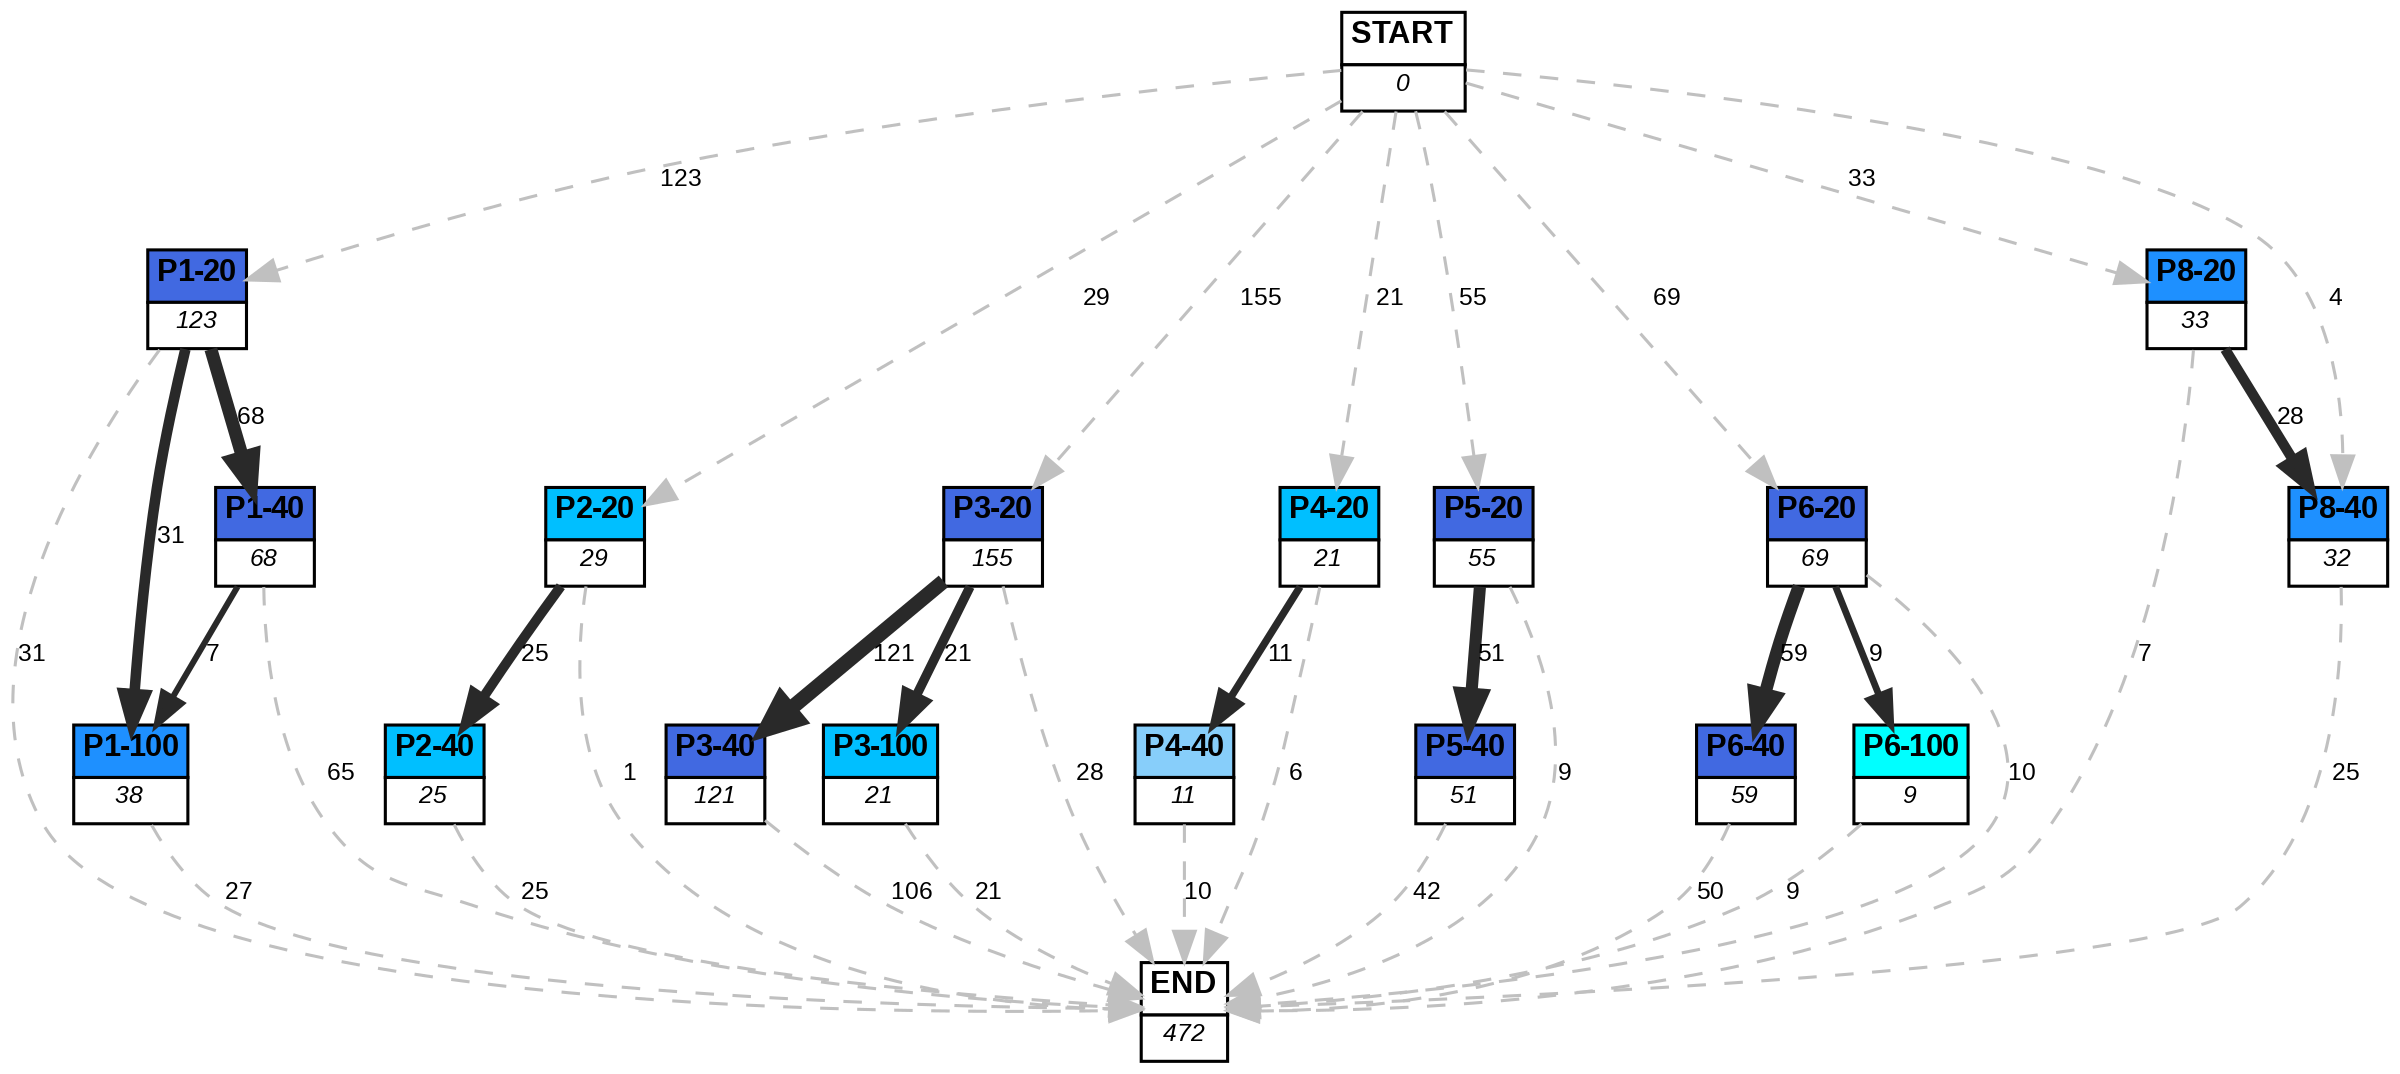 START
0
123
33
P1-20
123
P8-20
33
29
155
21
55
69
4
68
28
31
P1-40
68
P2-20
29
P3-20
155
P4-20
21
P5-20
55
P6-20
69
P8-40
32
31
7
25
121
21
11
51
59
9
7
P1-100
38
65
P2-40
25
1
P3-40
121
P3-100
21
28
P4-40
11
6
P5-40
51
9
P6-40
59
P6-100
9
10
25
27
25
106
21
10
42
50
9
END
472